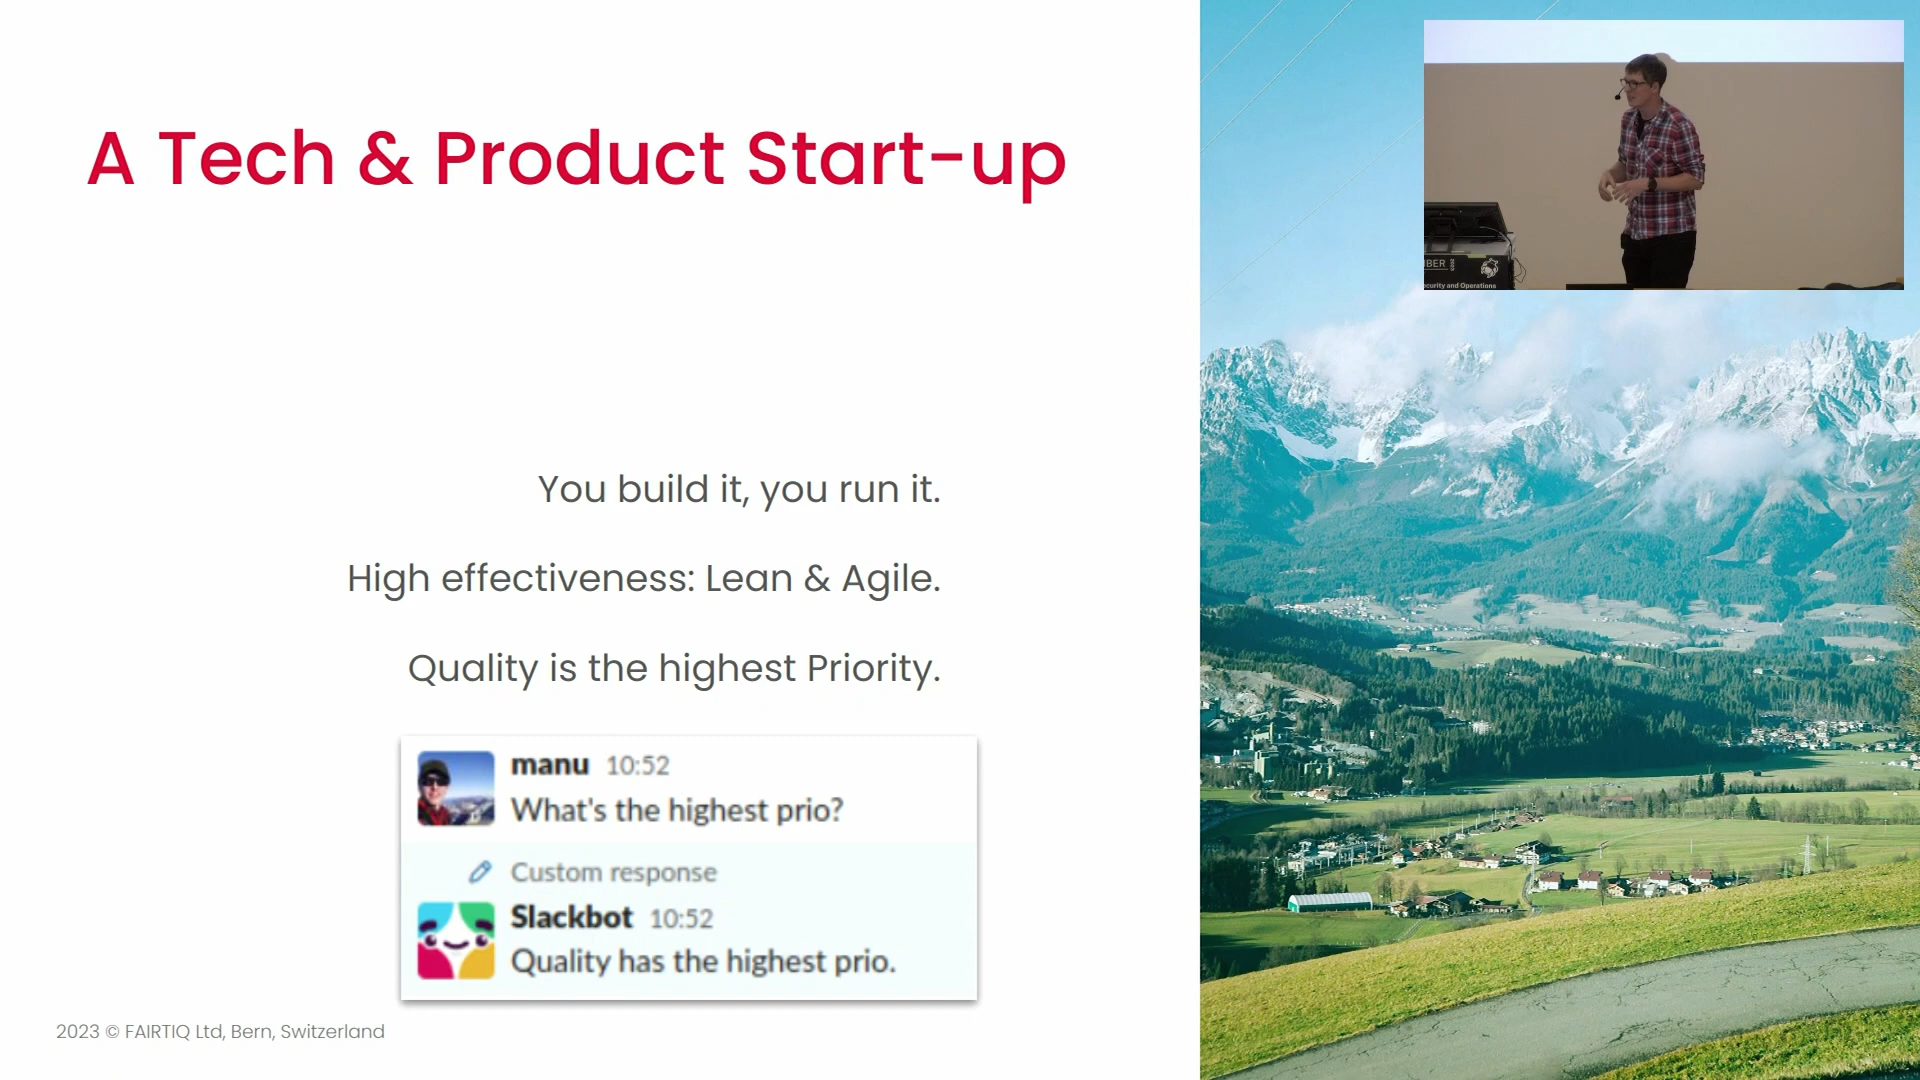 A Tech & Product Start-up
You build it, you run it.
High effectiveness: Lean & Agile.
Quality is the highest Priority.
manu 10:52
What's the highest prio?
Custom response
Slackbot 10:52
Quality has the highest prio.
2023 © FAIRTIQ Ltd, Bern, Switzerland
and Operations